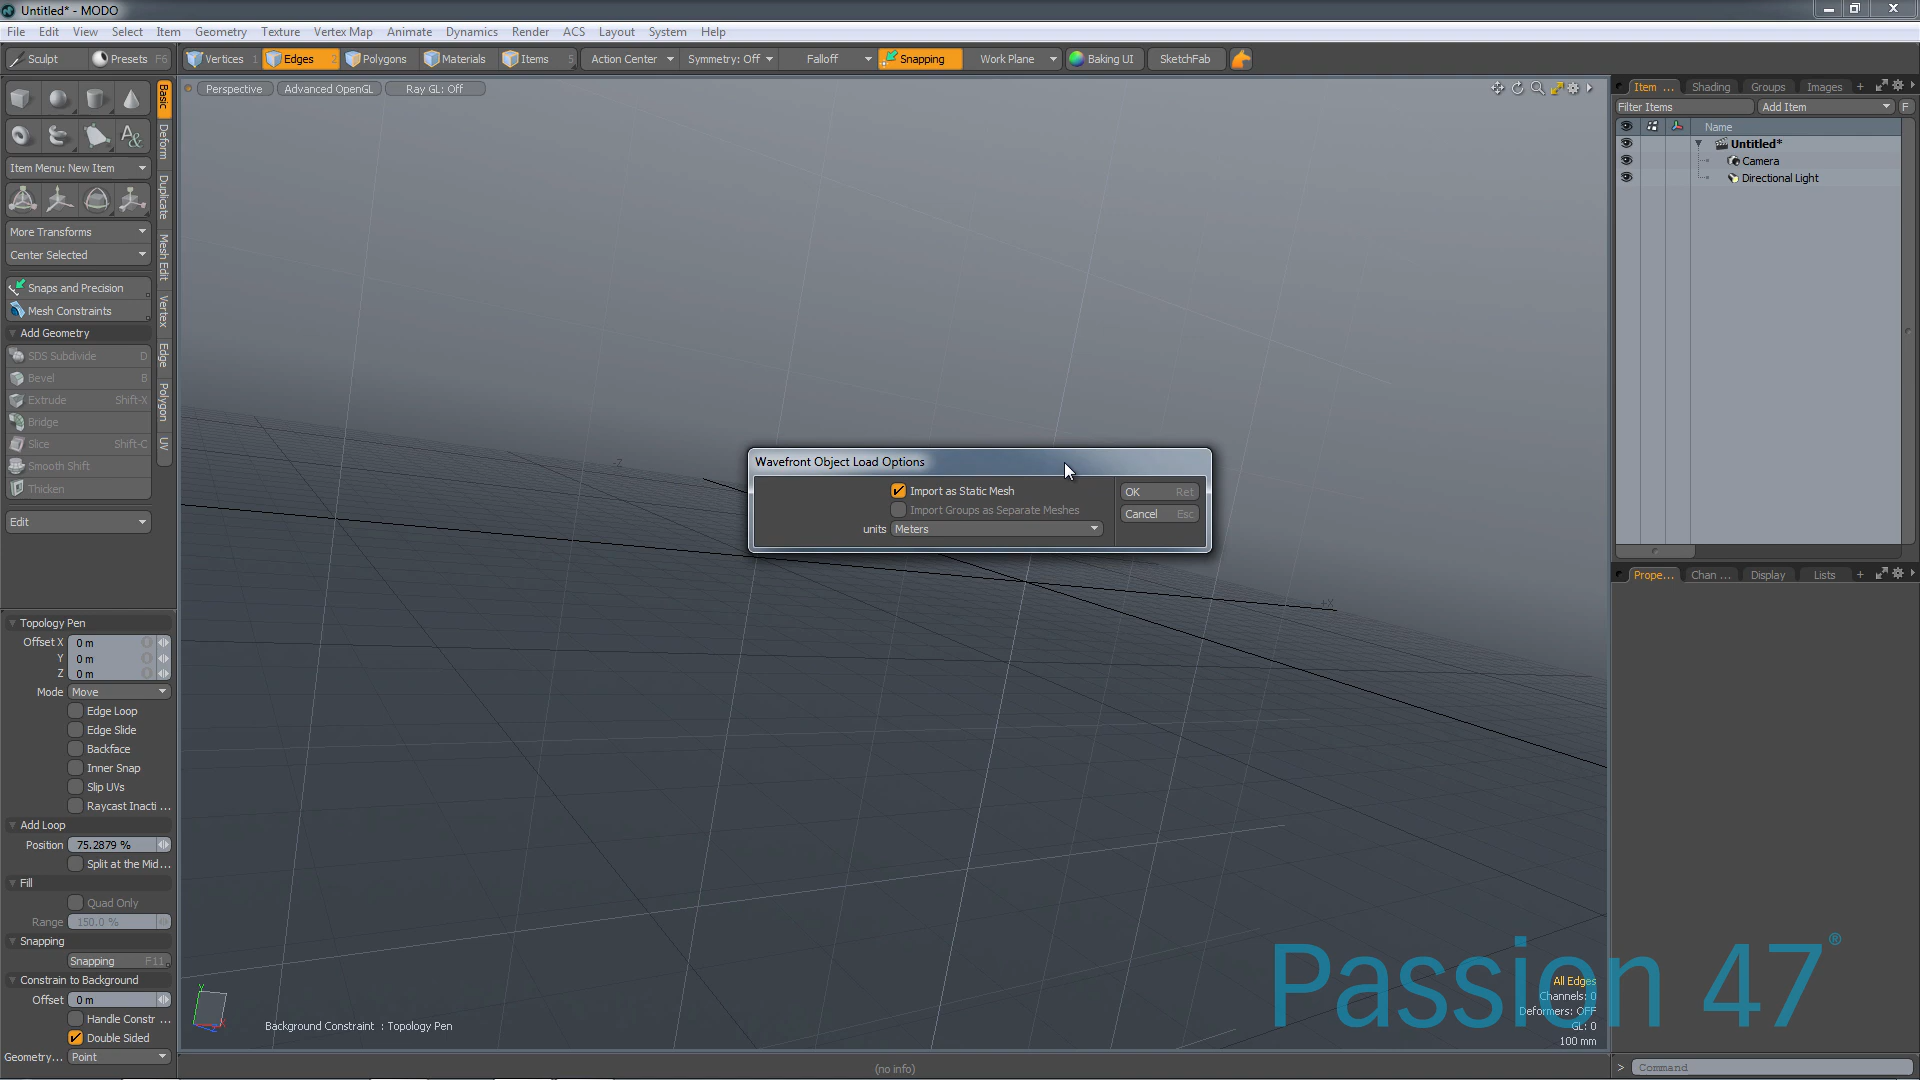 Untitled* - MODO
File Edit View Select Item Geometry Texture Vertex Map Animate Dynamics Render ACS Layout System Help
Sculpt Presets F6 Vertices 1 Edges 2 Polygons Materials Items 5 Action Center Symmetry: Off Falloff Snapping Work Plane Baking UI SketchFab
Perspective Advanced OpenGL Ray GL: Off
Item ... Shading Groups Images +
Filter Items Add Item F
Name
Untitled*
Camera
Directional Light
Basic
Deform
Duplicate
Mesh Edit
Vertex
Edge
Polygon
UV
Item Menu: New Item
More Transforms
Center Selected
Snaps and Precision
Mesh Constraints
Add Geometry
SDS Subdivide D
Bevel B
Extrude Shift-X
Bridge
Slice Shift-C
Smooth Shift
Thicken
Edit
-Z
+X
Wavefront Object Load Options
Import as Static Mesh
Import Groups as Separate Meshes
units Meters
OK Ret
Cancel Esc
Prope... Chan ... Display Lists +
Topology Pen
Offset X 0 m
Y 0 m
Z 0 m
Mode Move
Edge Loop
Edge Slide
Backface
Inner Snap
Slip UVs
Raycast Inacti ...
Add Loop
Position 75.2879 %
Split at the Mid...
Fill
Quad Only
Range 150.0 %
Snapping
Snapping F11
Constrain to Background
Offset 0 m
Handle Constr ...
Double Sided
Geometry... Point
Y
X
Background Constraint : Topology Pen
All Edges
Channels: 0
Deformers: OFF
GL: 0
100 mm
Passion 47®
(no info)
> Command